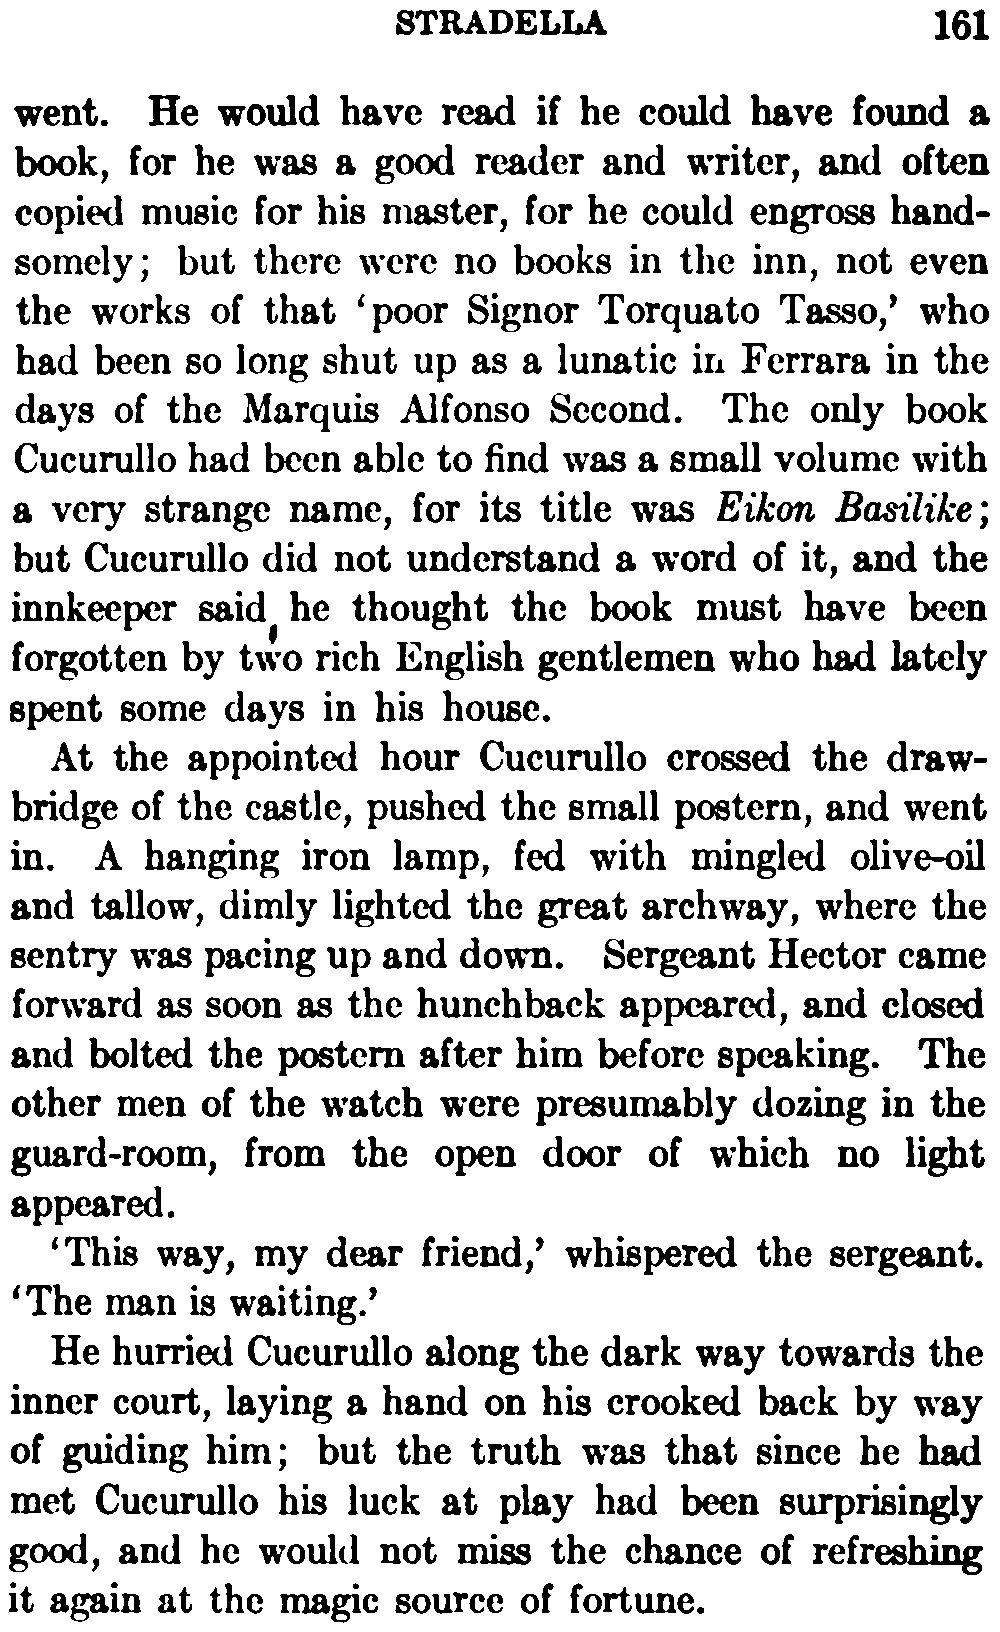 STRADELLA 161
went. He would have read if he could have found a
book, for he was a good reader and writer, and often
copied music for his master, for he could engross hand-
somely; but there were no books in the inn, not even
the works of that ‘poor Signor Torquato Tasso,’ who
had been so long shut up as a lunatic in Ferrara in the
days of the Marquis Alfonso Second. The only book
Cucurullo had been able to find was a small volume with
a very strange name, for its title was Eikon Basilike;
but Cucurullo did not understand a word of it, and the
innkeeper said he thought the book must have been
forgotten by two rich English gentlemen who had lately
spent some days in his house.
At the appointed hour Cucurullo crossed the draw-
bridge of the castle, pushed the small postern, and went
in. A hanging iron lamp, fed with mingled olive-oil
and tallow, dimly lighted the great archway, where the
sentry was pacing up and down. Sergeant Hector came
forward as soon as the hunchback appeared, and closed
and bolted the postern after him before speaking. The
other men of the watch were presumably dozing in the
guard-room, from the open door of which no light
appeared.
‘This way, my dear friend,’ whispered the sergeant.
‘The man is waiting.’
He hurried Cucurullo along the dark way towards the
inner court, laying a hand on his crooked back by way
of guiding him; but the truth was that since he had
met Cucurullo his luck at play had been surprisingly
good, and he would not miss the chance of refreshing
it again at the magic source of fortune.